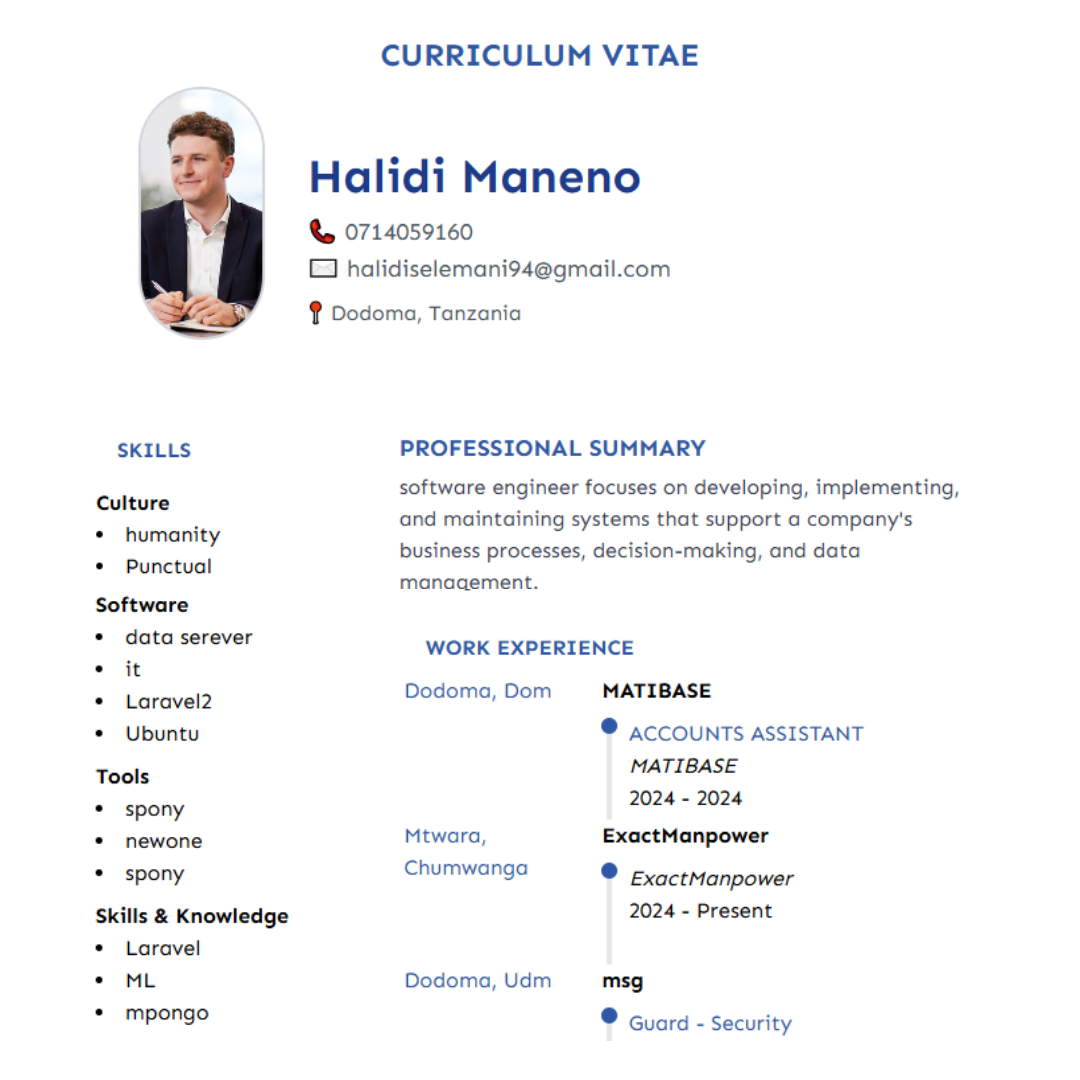 CURRICULUM VITAE
Halidi Maneno
0714059160
halidiselemani94@gmail.com
Dodoma, Tanzania
SKILLS
Culture
• humanity
• Punctual
Software
• data serever
• it
• Laravel2
• Ubuntu
Tools
• spony
• newone
• spony
Skills & Knowledge
• Laravel
• ML
• mpongo
PROFESSIONAL SUMMARY
software engineer focuses on developing, implementing,
and maintaining systems that support a company's
business processes, decision-making, and data
management.
WORK EXPERIENCE
Dodoma, Dom
MATIBASE
ACCOUNTS ASSISTANT
MATIBASE
2024 - 2024
Mtwara,
Chumwanga
ExactManpower
ExactManpower
2024 - Present
Dodoma, Udm
msg
Guard - Security